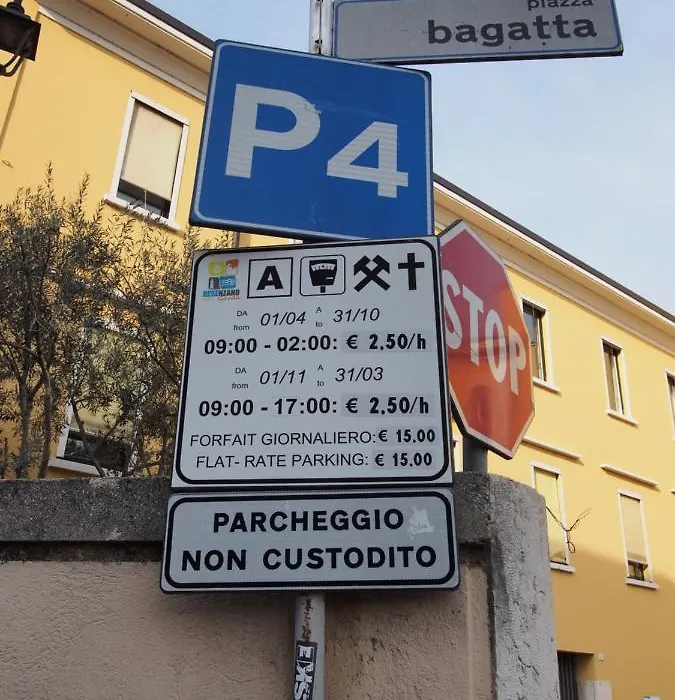 piazza
bagatta
P4
DESENZANO
A
DA from 01/04 A to 31/10
09:00 - 02:00: € 2,50/h
DA from 01/11 A to 31/03
09:00 - 17:00: € 2,50/h
FORFAIT GIORNALIERO: € 15.00
FLAT- RATE PARKING: € 15.00
STOP
PARCHEGGIO
NON CUSTODITO